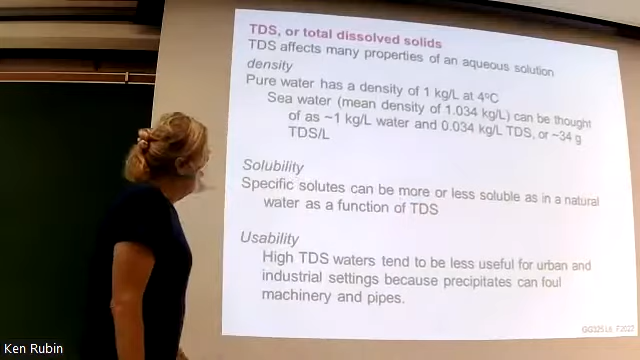 TDS, or total dissolved solids
TDS affects many properties of an aqueous solution
density
Pure water has a density of 1 kg/L at 4ºC
Sea water (mean density of 1.034 kg/L) can be thought
of as ~1 kg/L water and 0.034 kg/L TDS, or ~34 g
TDS/L
Solubility
Specific solutes can be more or less soluble as in a natural
water as a function of TDS
Usability
High TDS waters tend to be less useful for urban and
industrial settings because precipitates can foul
machinery and pipes.
Ken Rubin